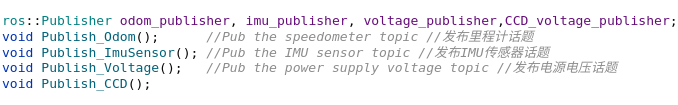 ros::Publisher odom_publisher, imu_publisher, voltage_publisher,CCD_voltage_publisher;
void Publish_Odom();      //Pub the speedometer topic //发布里程计话题
void Publish_ImuSensor(); //Pub the IMU sensor topic //发布IMU传感器话题
void Publish_Voltage();   //Pub the power supply voltage topic //发布电源电压话题
void Publish_CCD();